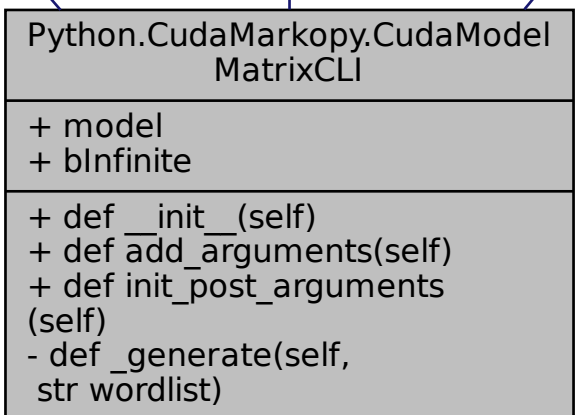 Python.CudaMarkopy.CudaModel
MatrixCLI
+ model
+ bInfinite
+ def __init__(self)
+ def add_arguments(self)
+ def init_post_arguments
(self)
- def _generate(self,
str wordlist)